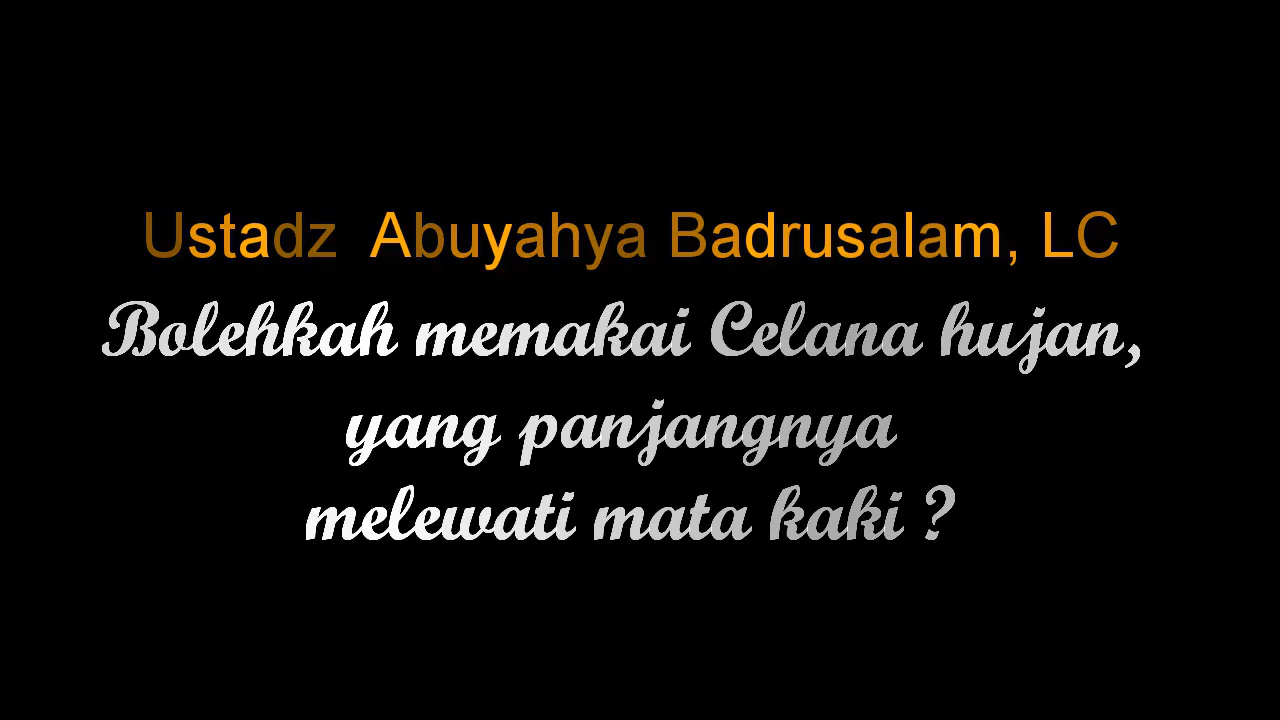 Ustadz  Abuyahya Badrusalam, LC
Bolehkah memakai Celana hujan,
yang panjangnya
melewati mata kaki ?